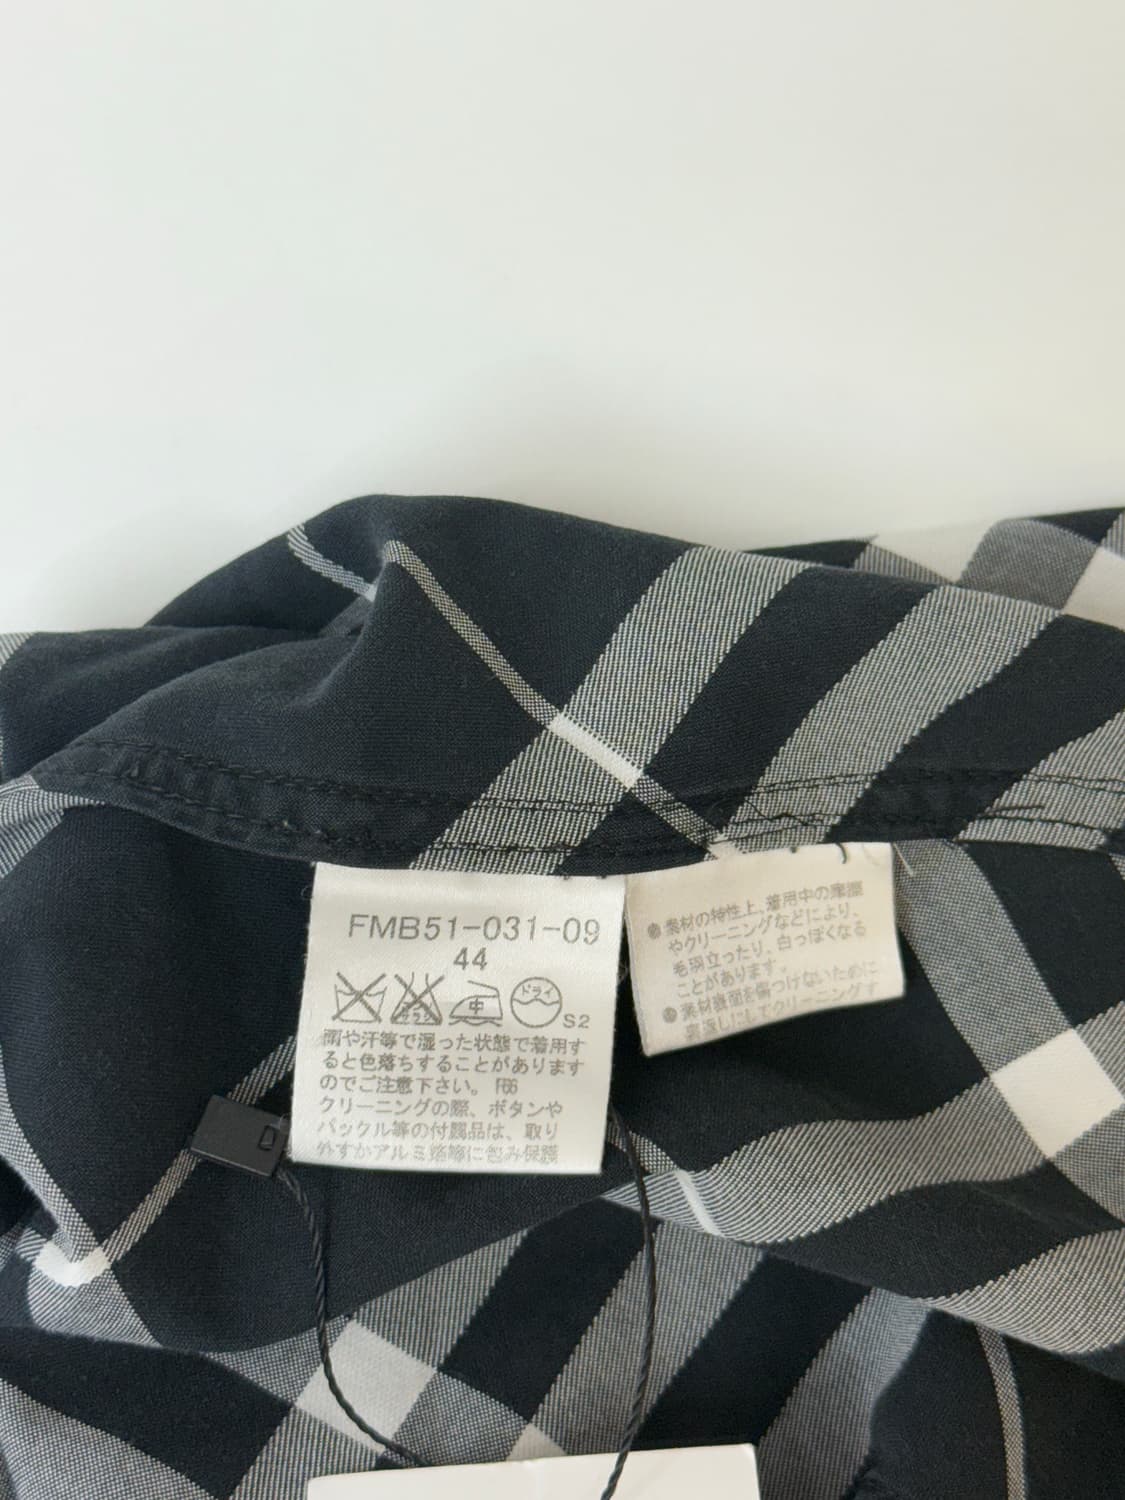 FMB51-031-09
44
ドライ
中
S2
雨や汗等で湿った状態で着用す
ると色落ちすることがあります
のでご注意下さい。 F66
クリーニングの際、ボタンや
バックル等の付属品は、取り
外すかアルミ箔等に包み保護
●素材の特性上、着用中の摩擦
やクリーニングなどにより、
毛羽立ったり、白っぽくなる
ことがあります。
●素材表面を傷つけないために
裏返しにしてクリーニングす